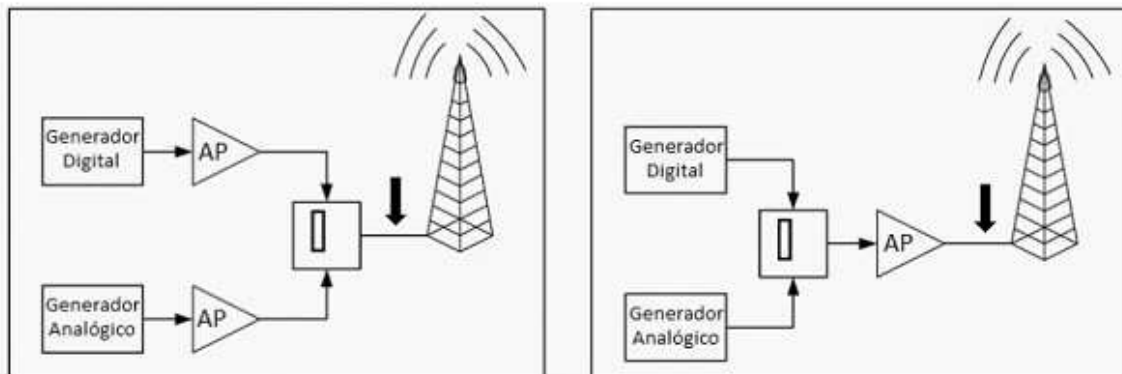 Generador
Digital
AP
Generador
Analógico
AP
Generador
Digital
AP
Generador
Analógico